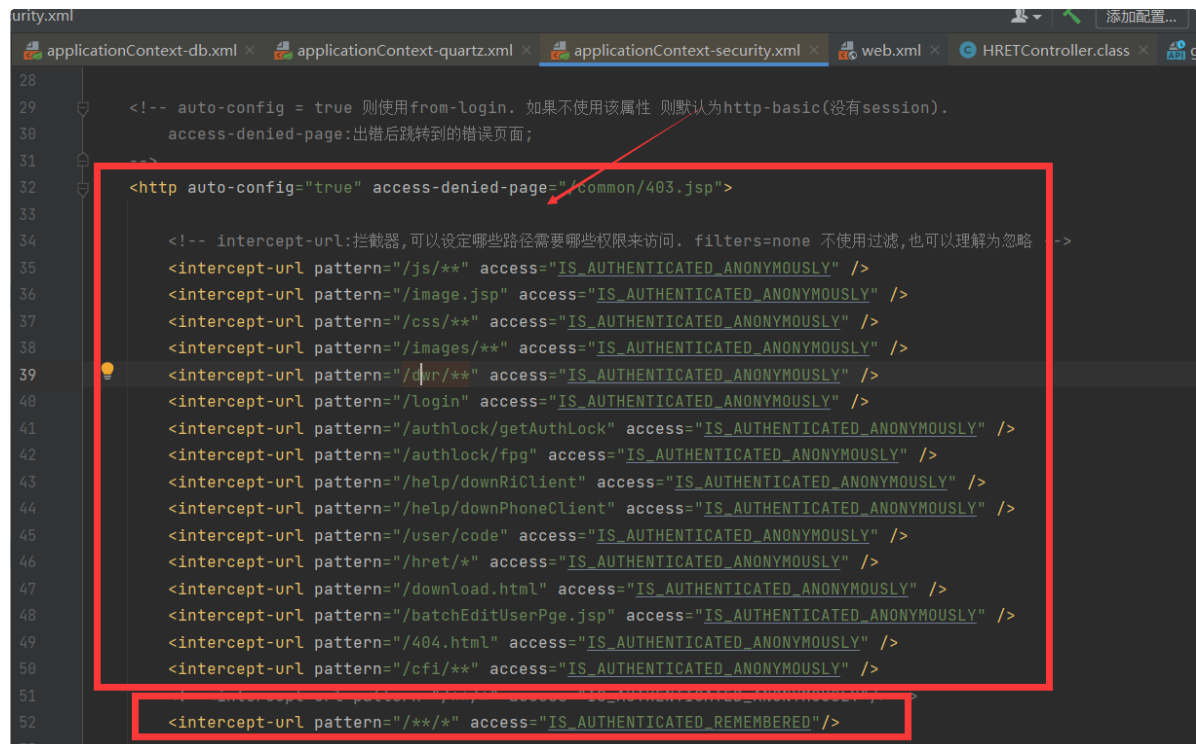 urity.xml
添加配置...
applicationContext-db.xml applicationContext-quartz.xml applicationContext-security.xml web.xml HRETController.class
28
29 <!-- auto-config = true 则使用from-login. 如果不使用该属性 则默认为http-basic(没有session).
30 access-denied-page:出错后跳转到的错误页面;
31 -->
32 <http auto-config="true" access-denied-page="/common/403.jsp">
33
34 <!-- intercept-url:拦截器,可以设定哪些路径需要哪些权限来访问. filters=none 不使用过滤,也可以理解为忽略 -->
35 <intercept-url pattern="/js/**" access="IS_AUTHENTICATED_ANONYMOUSLY" />
36 <intercept-url pattern="/image.jsp" access="IS_AUTHENTICATED_ANONYMOUSLY" />
37 <intercept-url pattern="/css/**" access="IS_AUTHENTICATED_ANONYMOUSLY" />
38 <intercept-url pattern="/images/**" access="IS_AUTHENTICATED_ANONYMOUSLY" />
39 <intercept-url pattern="/dwr/**" access="IS_AUTHENTICATED_ANONYMOUSLY" />
40 <intercept-url pattern="/login" access="IS_AUTHENTICATED_ANONYMOUSLY" />
41 <intercept-url pattern="/authlock/getAuthLock" access="IS_AUTHENTICATED_ANONYMOUSLY" />
42 <intercept-url pattern="/authlock/fpg" access="IS_AUTHENTICATED_ANONYMOUSLY" />
43 <intercept-url pattern="/help/downRiClient" access="IS_AUTHENTICATED_ANONYMOUSLY" />
44 <intercept-url pattern="/help/downPhoneClient" access="IS_AUTHENTICATED_ANONYMOUSLY" />
45 <intercept-url pattern="/user/code" access="IS_AUTHENTICATED_ANONYMOUSLY" />
46 <intercept-url pattern="/hret/*" access="IS_AUTHENTICATED_ANONYMOUSLY" />
47 <intercept-url pattern="/download.html" access="IS_AUTHENTICATED_ANONYMOUSLY" />
48 <intercept-url pattern="/batchEditUserPge.jsp" access="IS_AUTHENTICATED_ANONYMOUSLY" />
49 <intercept-url pattern="/404.html" access="IS_AUTHENTICATED_ANONYMOUSLY" />
50 <intercept-url pattern="/cfi/**" access="IS_AUTHENTICATED_ANONYMOUSLY" />
51
52 <intercept-url pattern="/**/*" access="IS_AUTHENTICATED_REMEMBERED"/>